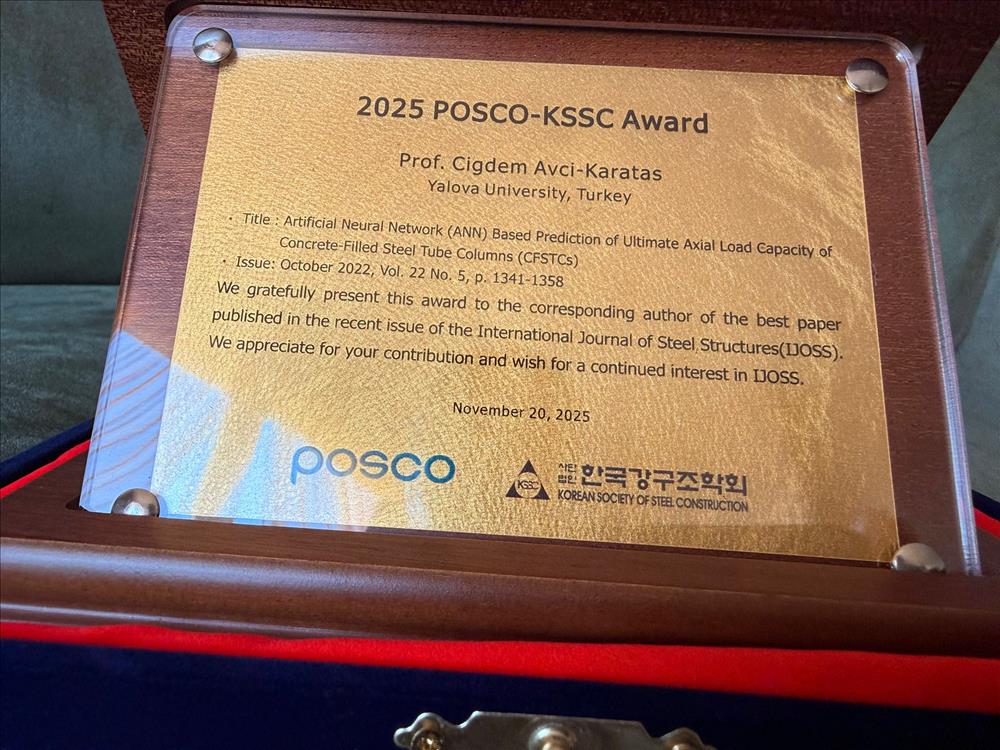 2025 POSCO-KSSC Award
Prof. Cigdem Avci-Karatas
Yalova University, Turkey
· Title : Artificial Neural Network (ANN) Based Prediction of Ultimate Axial Load Capacity of
Concrete-Filled Steel Tube Columns (CFSTCs)
· Issue: October 2022, Vol. 22 No. 5, p. 1341-1358
We gratefully present this award to the corresponding author of the best paper
published in the recent issue of the International Journal of Steel Structures(IJOSS).
We appreciate for your contribution and wish for a continued interest in IJOSS.
November 20, 2025
posco
KSSC
사단
법인 한국강구조학회
KOREAN SOCIETY OF STEEL CONSTRUCTION